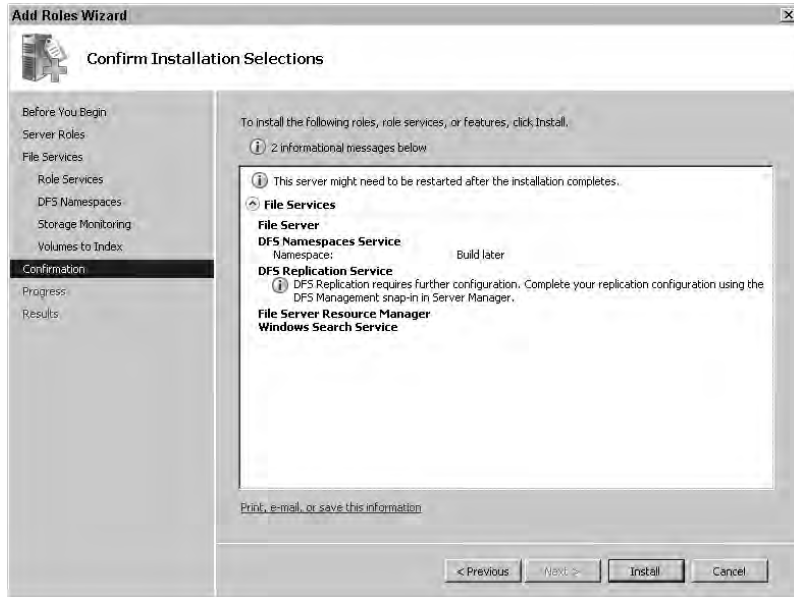 Add Roles Wizard
Confirm Installation Selections
Before You Begin
Server Roles
File Services
Role Services
DFS Namespaces
Storage Monitoring
Volumes to Index
Confirmation
Progress
Results
To install the following roles, role services, or features, click Install.
2 informational messages below
This server might need to be restarted after the installation completes.
File Services
File Server
DFS Namespaces Service
Namespace: Build later
DFS Replication Service
DFS Replication requires further configuration. Complete your replication configuration using the
DFS Management snap-in in Server Manager.
File Server Resource Manager
Windows Search Service
Print, e-mail, or save this information
< Previous Next > Install Cancel